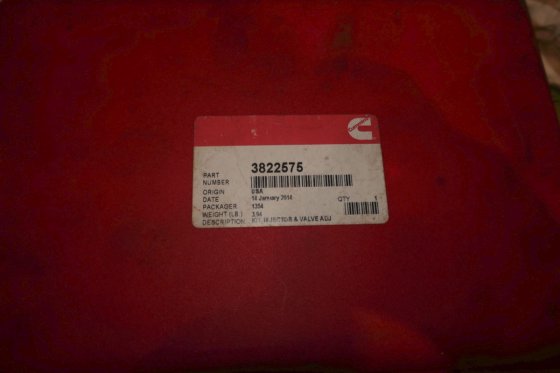 Cummins
PART NUMBER 3822575
ORIGIN USA
DATE 14 January 2014
PACKAGER 1354
QTY 1
WEIGHT (LB.) 3.94
DESCRIPTION KIT, INJECTOR & VALVE ADJ